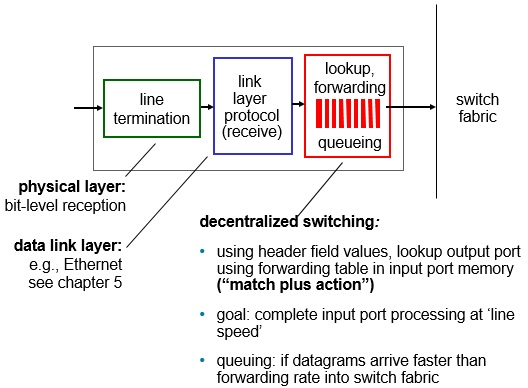 line
termination
link
layer
protocol
(receive)
lookup,
forwarding
queueing
switch
fabric
physical layer:
bit-level reception
data link layer:
e.g., Ethernet
see chapter 5
decentralized switching:
• using header field values, lookup output port
using forwarding table in input port memory
(“match plus action”)
• goal: complete input port processing at ‘line
speed’
• queuing: if datagrams arrive faster than
forwarding rate into switch fabric